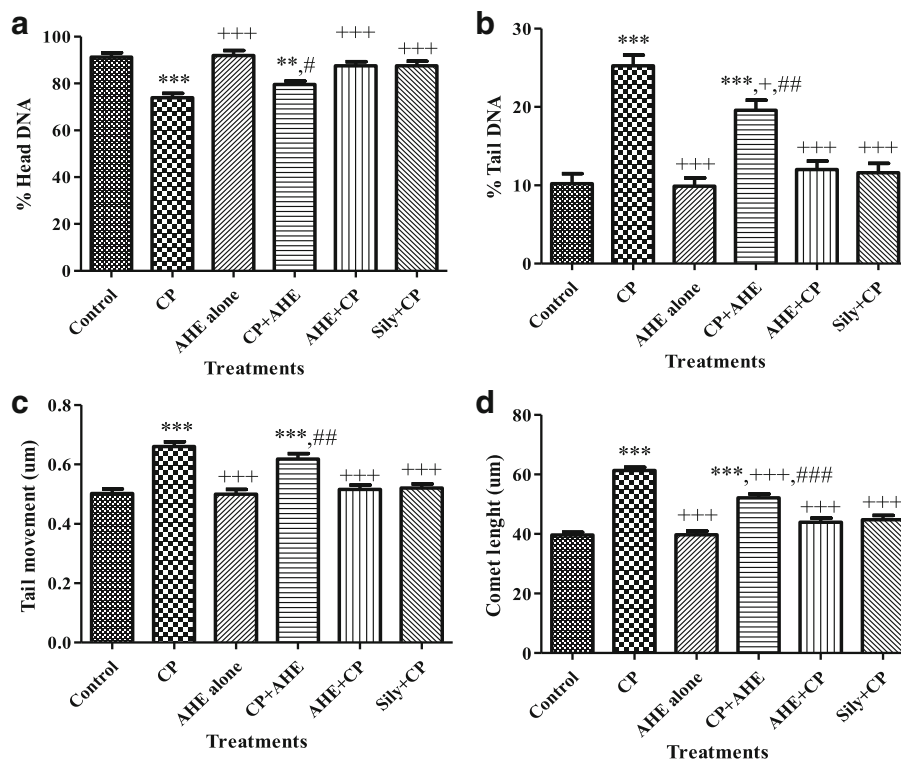 a
% Head DNA
100
80
60
40
20
0
+++
***
**,#
+++
+++
Control
CP
AHE alone
CP+AHE
AHE+CP
Sily+CP
Treatments
b
% Tail DNA
30
20
10
0
***
+++
***,+,##
+++
+++
Control
CP
AHE alone
CP+AHE
AHE+CP
Sily+CP
Treatments
c
Tail movement (um)
0.8
0.6
0.4
0.2
0.0
***
+++
***,##
+++
+++
Control
CP
AHE alone
CP+AHE
AHE+CP
Sily+CP
Treatments
d
Comet lenght (um)
80
60
40
20
0
***
+++
***,+++,###
+++
+++
Control
CP
AHE alone
CP+AHE
AHE+CP
Sily+CP
Treatments